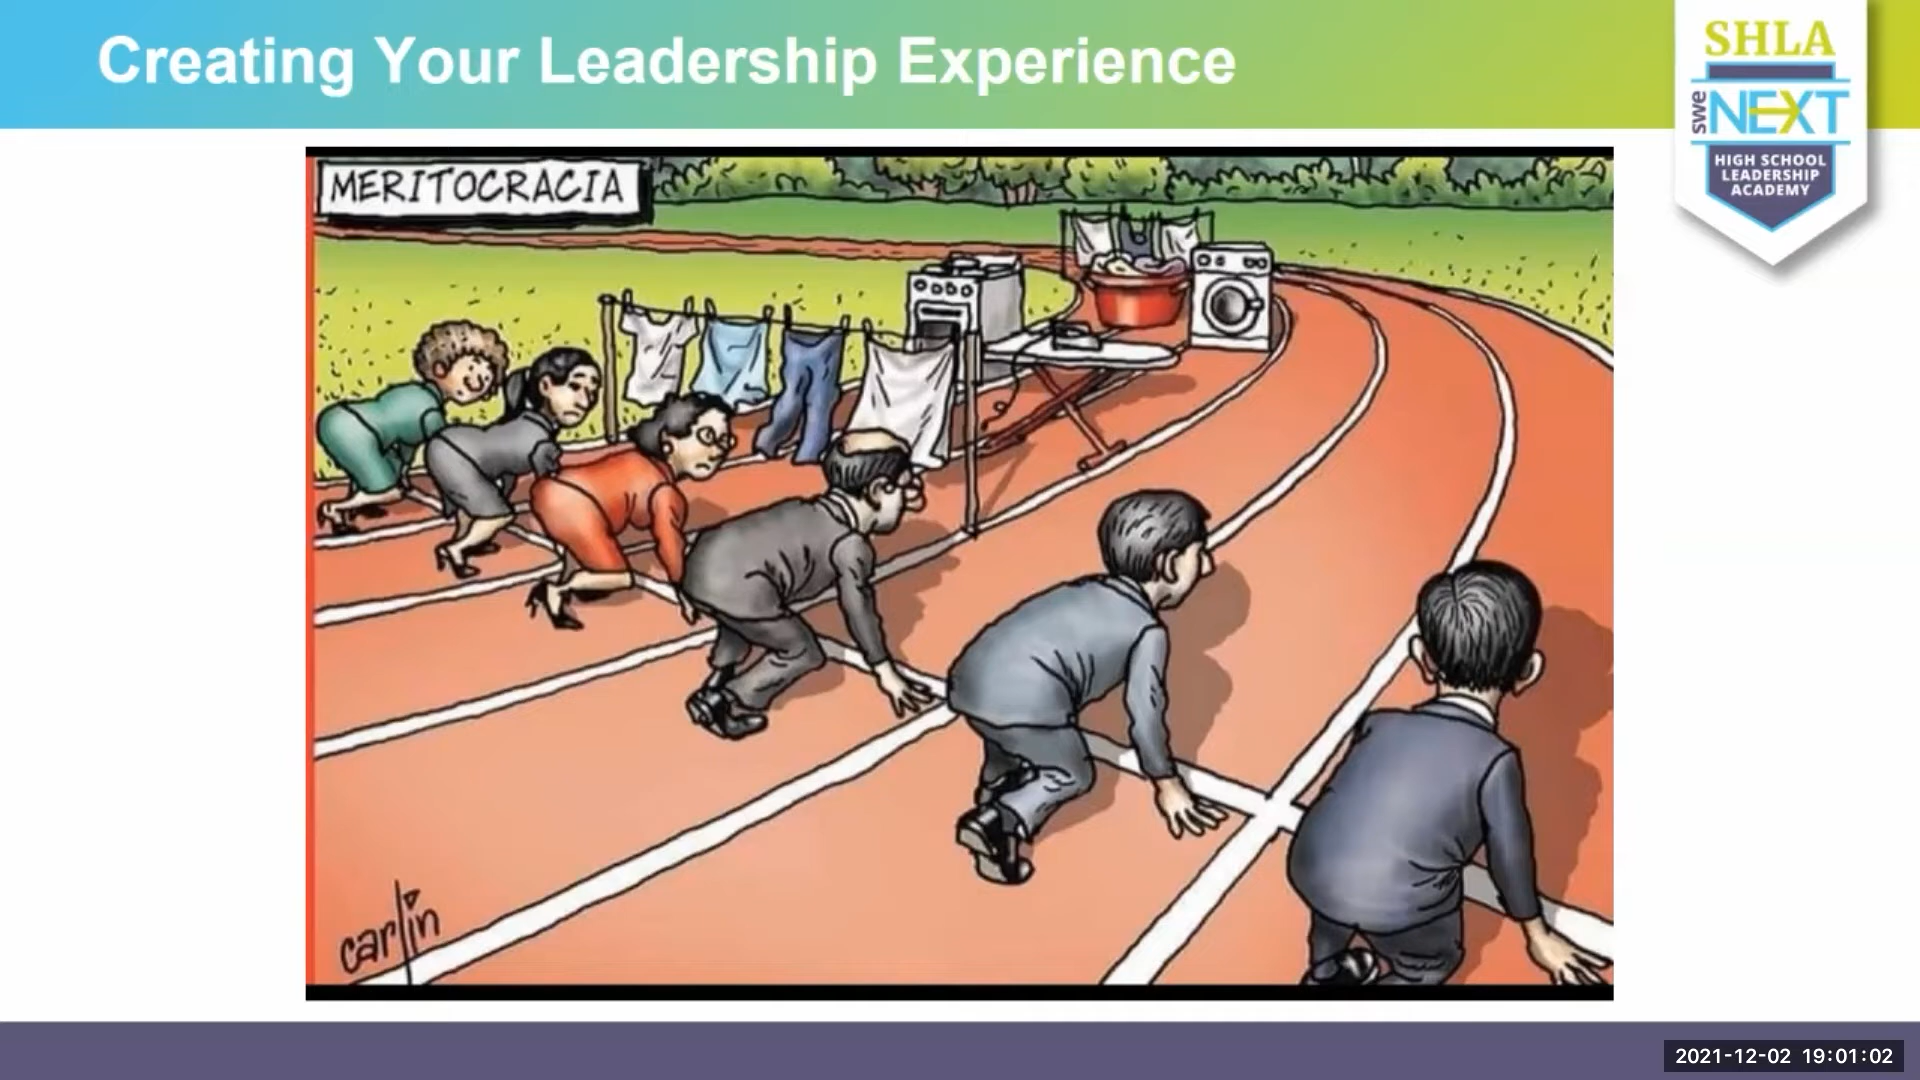 Creating Your Leadership Experience
SHLA
swe
NEXT
HIGH SCHOOL
LEADERSHIP
ACADEMY
MERITOCRACIA
carlin
2021-12-02 19:01:02